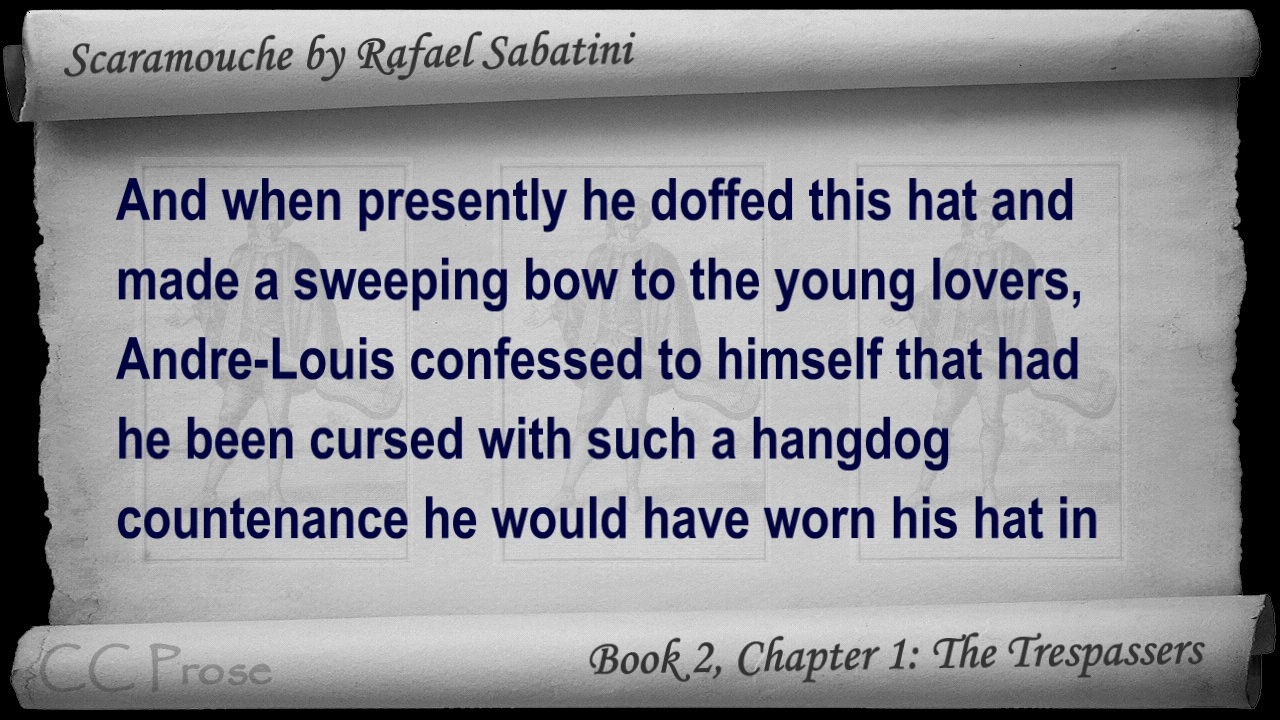 Scaramouche by Rafael Sabatini
And when presently he doffed this hat and
made a sweeping bow to the young lovers,
Andre-Louis confessed to himself that had
he been cursed with such a hangdog
countenance he would have worn his hat in
CC Prose
Book 2, Chapter 1: The Trespassers